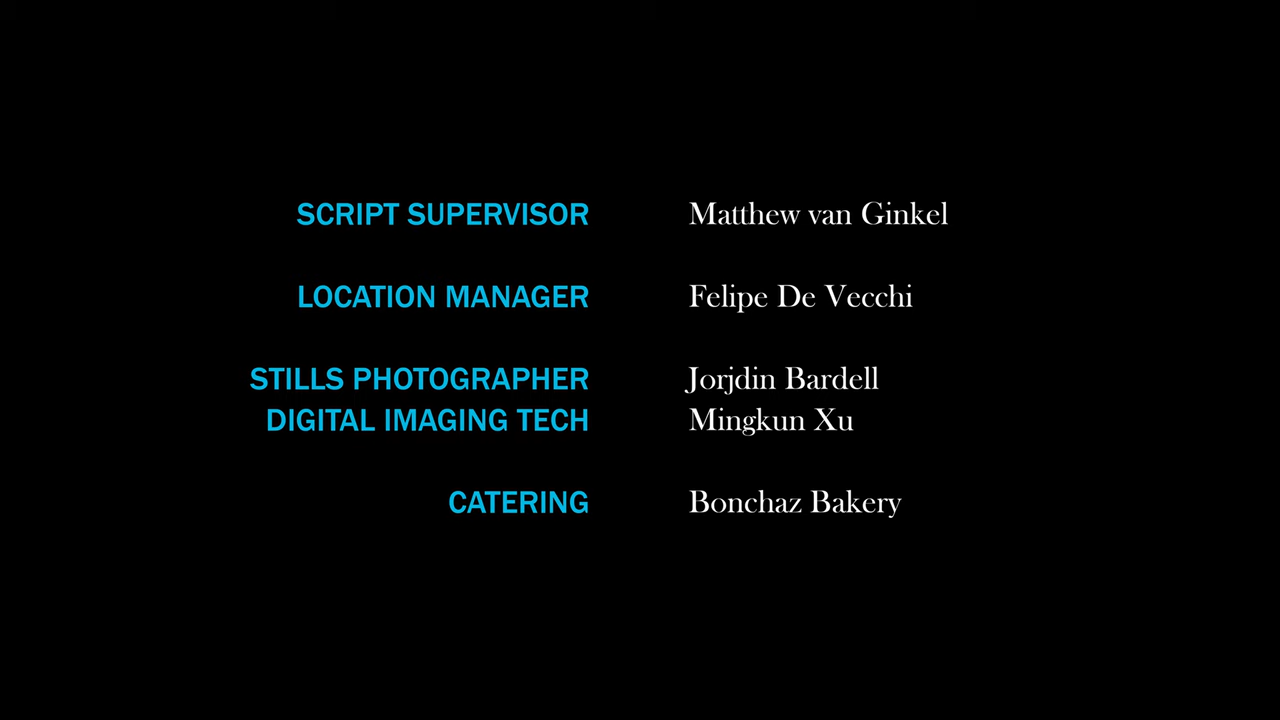 SCRIPT SUPERVISOR Matthew van Ginkel
LOCATION MANAGER Felipe De Vecchi
STILLS PHOTOGRAPHER Jorjdin Bardell
DIGITAL IMAGING TECH Mingkun Xu
CATERING Bonchaz Bakery